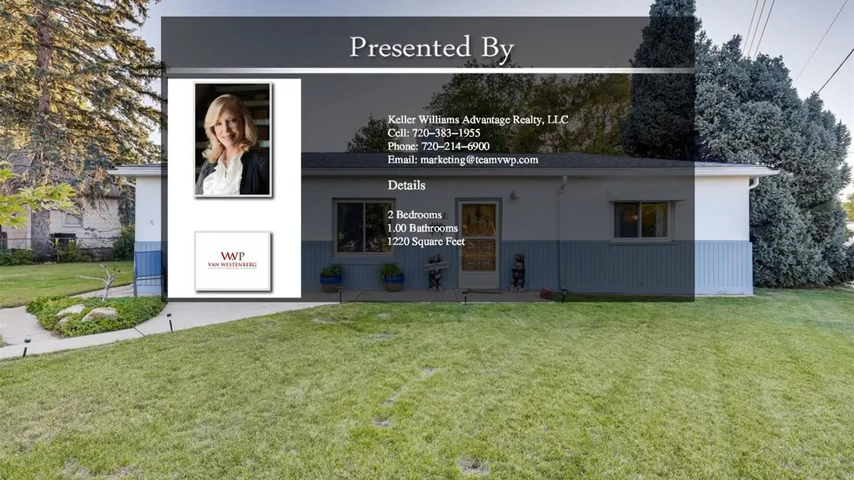 Presented By
Keller Williams Advantage Realty, LLC
Cell: 720-383-1955
Phone: 720-214-6900
Email: marketing@teamvwp.com
Details
2 Bedrooms
1.00 Bathrooms
1220 Square Feet
VWP
VAN WESTENBERG